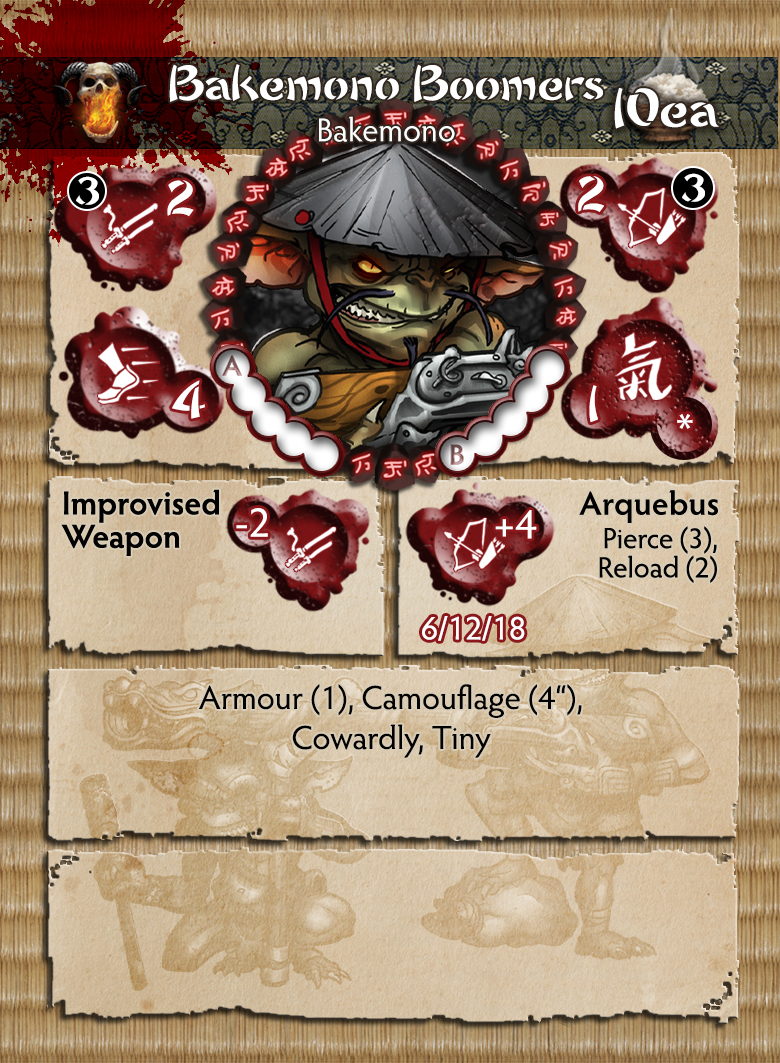 Bakemono Boomers
10ea
Bakemono
3 2
2 3
4
氣
1 *
A
B
Improvised
Weapon
-2
+4
6/12/18
Arquebus
Pierce (3),
Reload (2)
Armour (1), Camouflage (4"),
Cowardly, Tiny